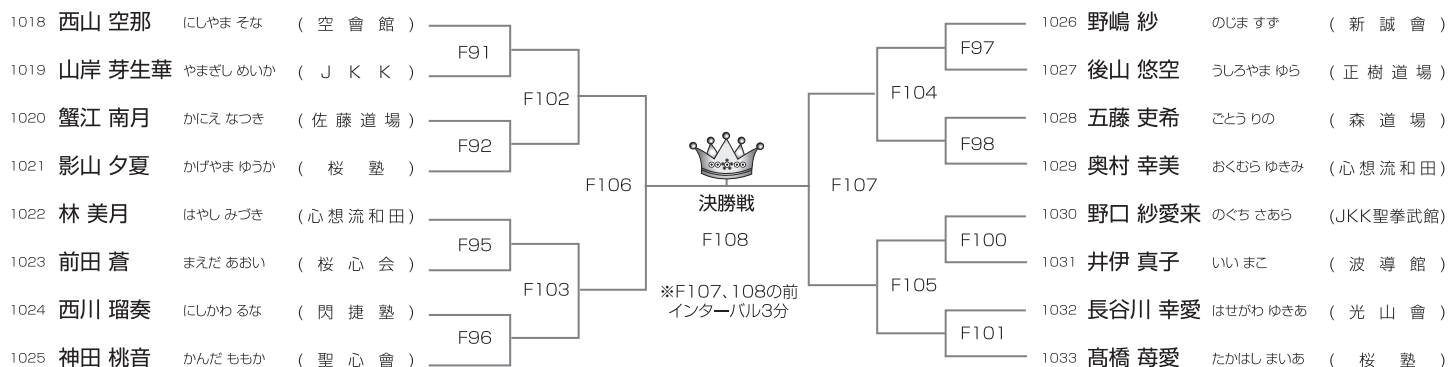 1018 西山 空那 にしやま そな (空會館)
1019 山岸 芽生華 やまぎし めいか (JKK)
1020 蟹江 南月 かにえ なつき (佐藤道場)
1021 影山 夕夏 かげやま ゆうか (桜塾)
1022 林 美月 はやし みづき (心想流和田)
1023 前田 蒼 まえだ あおい (桜心会)
1024 西川 瑠奏 にしかわ るな (閃捷塾)
1025 神田 桃音 かんだ ももか (聖心會)
F91
F92
F95
F96
F102
F103
F106
決勝戦
F108
※F107、108の前
インターバル3分
F107
F104
F105
F97
F98
F100
F101
1026 野嶋 紗 のじま すず (新誠會)
1027 後山 悠空 うしろやま ゆら (正樹道場)
1028 五藤 吏希 ごとう りの (森道場)
1029 奥村 幸美 おくむら ゆきみ (心想流和田)
1030 野口 紗愛来 のぐち さあら (JKK聖拳武館)
1031 井伊 真子 いい まこ (波導館)
1032 長谷川 幸愛 はせがわ ゆきあ (光山會)
1033 髙橋 苺愛 たかはし まいあ (桜塾)